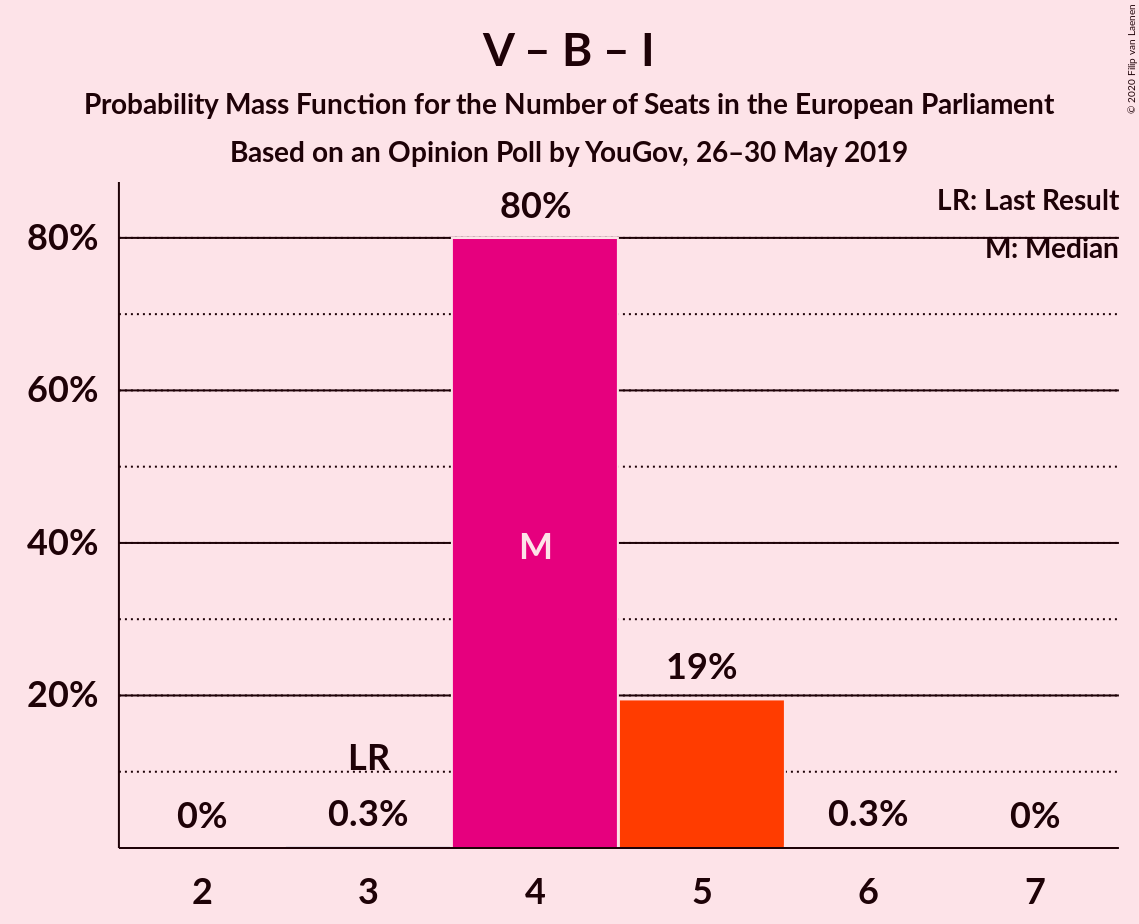 V – B – I
Probability Mass Function for the Number of Seats in the European Parliament
Based on an Opinion Poll by YouGov, 26–30 May 2019
© 2020 Filip van Laenen
LR: Last Result
M: Median
80%
60%
40%
20%
0%
LR
0.3%
80%
M
19%
0.3%
0%
2 3 4 5 6 7